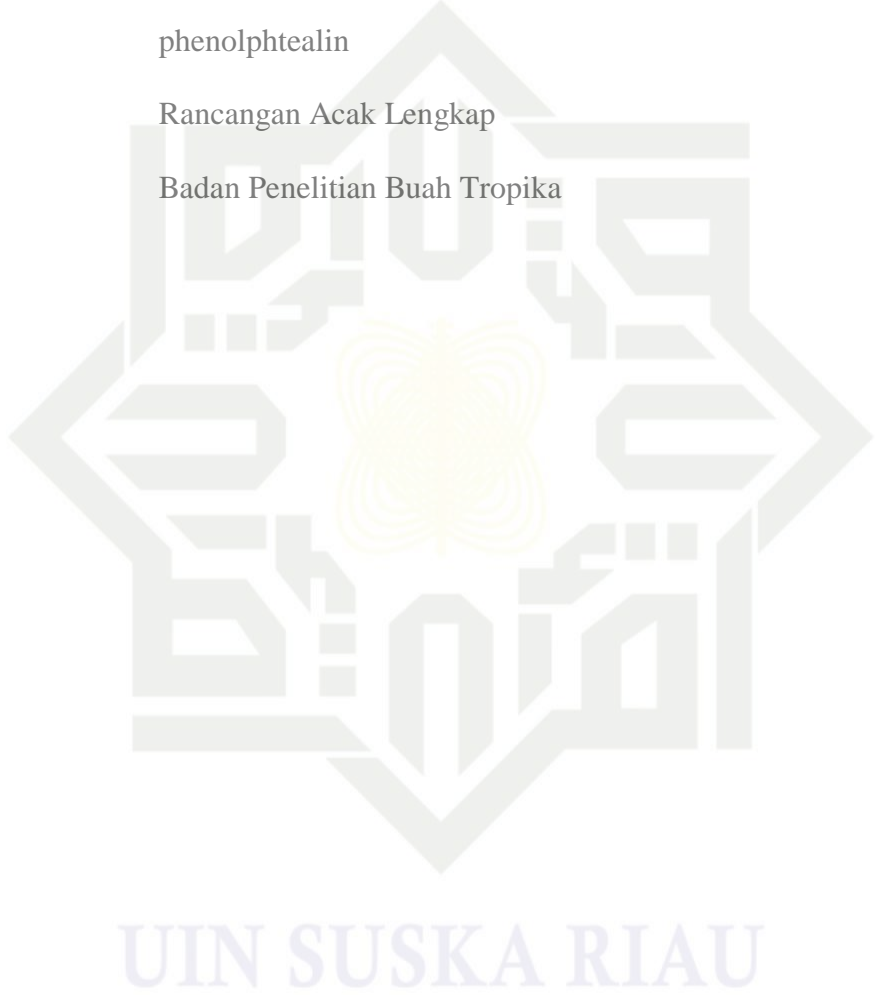 phenolphtealin
Rancangan Acak Lengkap
Badan Penelitian Buah Tropika
UIN SUSKA RIAU